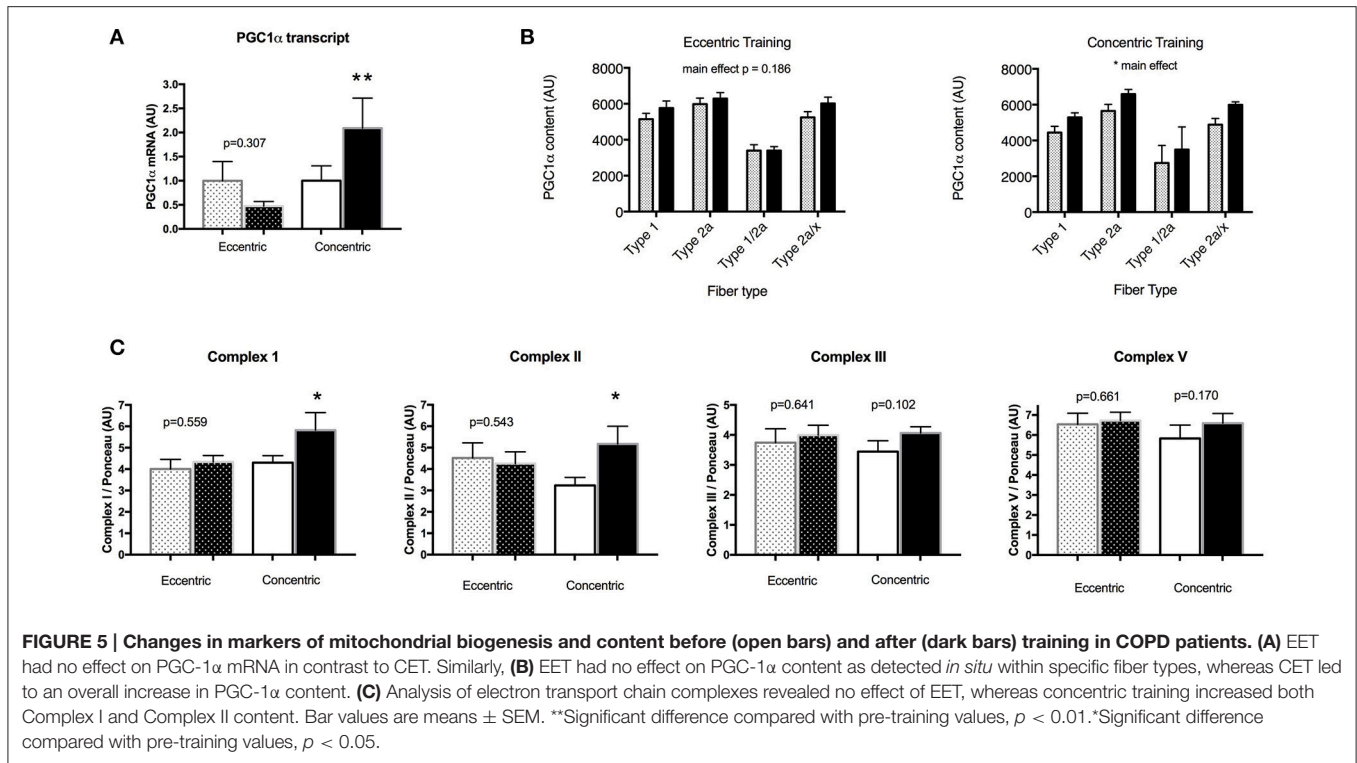 A
PGC1α transcript
PGC1α mRNA (AU)
3.0
2.5
2.0
1.5
1.0
0.5
0.0
p=0.307
**
Eccentric
Concentric
B
Eccentric Training
main effect p = 0.186
PGC1α content (AU)
8000
6000
4000
2000
0
Type 1
Type 2a
Type 1/2a
Type 2a/x
Fiber type
Concentric Training
* main effect
PGC1α content (AU)
8000
6000
4000
2000
0
Type 1
Type 2a
Type 1/2a
Type 2a/x
Fiber Type
C
Complex 1
Complex I / Ponceau (AU)
7
6
5
4
3
2
1
0
p=0.559
*
Eccentric
Concentric
Complex II
Complex II / Ponceau (AU)
7
6
5
4
3
2
1
0
p=0.543
*
Eccentric
Concentric
Complex III
Complex III / Ponceau (AU)
5
4
3
2
1
0
p=0.641
p=0.102
Eccentric
Concentric
Complex V
Complex V / Ponceau (AU)
7
6
5
4
3
2
1
0
p=0.661
p=0.170
Eccentric
Concentric
FIGURE 5 | Changes in markers of mitochondrial biogenesis and content before (open bars) and after (dark bars) training in COPD patients. (A) EET
had no effect on PGC-1α mRNA in contrast to CET. Similarly, (B) EET had no effect on PGC-1α content as detected in situ within specific fiber types, whereas CET led
to an overall increase in PGC-1α content. (C) Analysis of electron transport chain complexes revealed no effect of EET, whereas concentric training increased both
Complex I and Complex II content. Bar values are means ± SEM. **Significant difference compared with pre-training values, p < 0.01.*Significant difference
compared with pre-training values, p < 0.05.